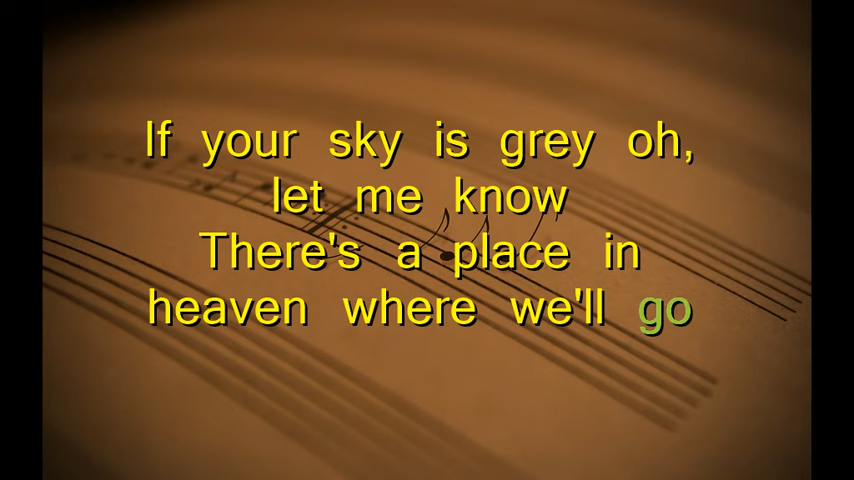 If your sky is grey oh,
let me know
There's a place in
heaven where we'll go